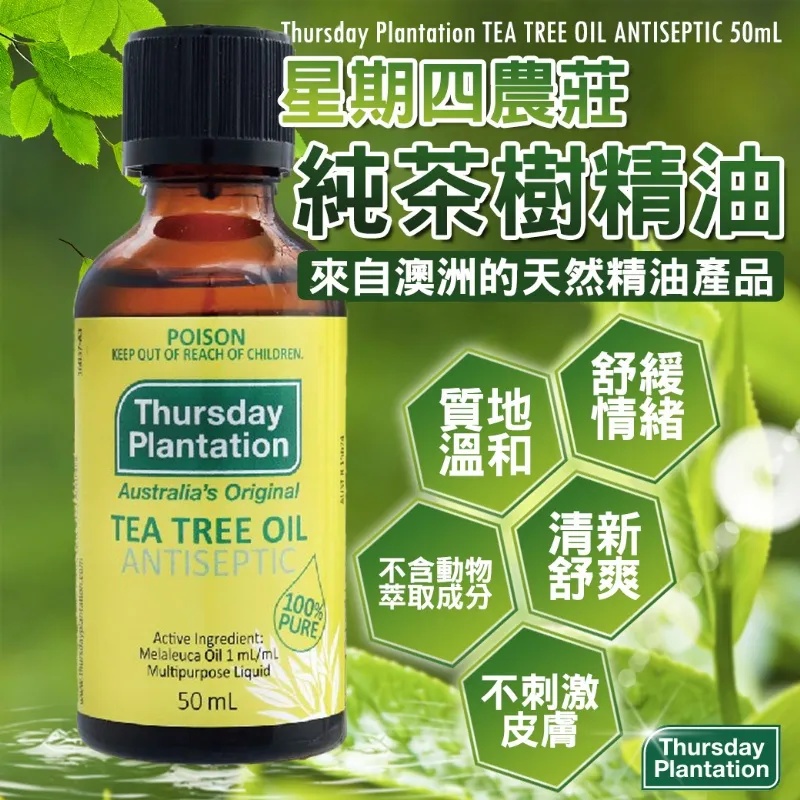 Thursday Plantation TEA TREE OIL ANTISEPTIC 50mL
星期四農莊
純茶樹精油
來自澳洲的天然精油產品
POISON
KEEP OUT OF REACH OF CHILDREN.
Thursday
Plantation
Australia's Original
TEA TREE OIL
ANTISEPTIC
100%
PURE
Active Ingredient:
Melaleuca Oil 1 mL/mL
Multipurpose Liquid
50 mL
質地
溫和
舒緩
情緒
不含動物
萃取成分
清新
舒爽
不刺激
皮膚
Thursday
Plantation